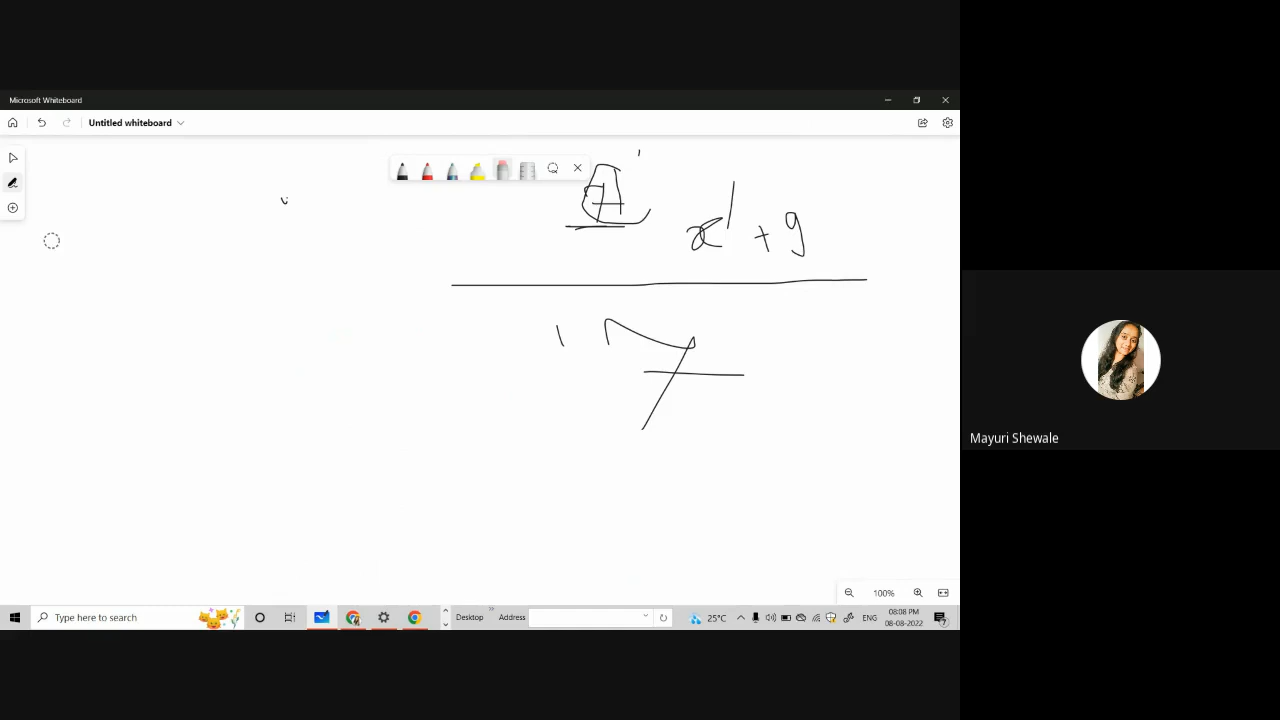 Microsoft Whiteboard
Untitled whiteboard
x' + 9
Mayuri Shewale
100%
Type here to search
Desktop
»
Address
25°C
ENG
08:08 PM
08-08-2022
7